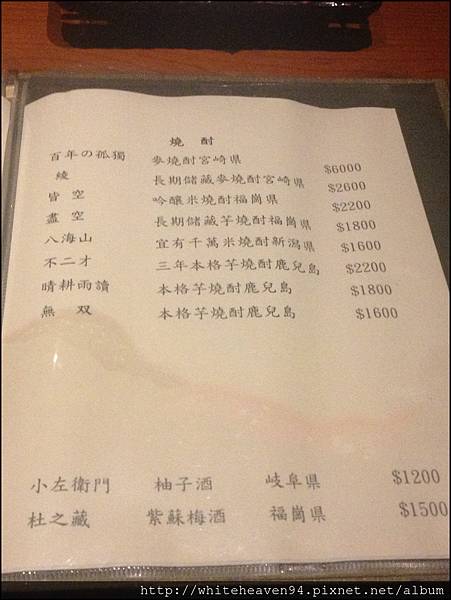 燒酎
百年の孤獨 麥燒酎宮崎県 $6000
綾 長期儲藏麥燒酎宮崎県 $2600
皆空 吟釀米燒酎福崗県 $2200
盡空 長期儲藏芋燒酎福崗県 $1800
八海山 宜有千萬米燒酎新潟県 $1600
不二才 三年本格芋燒酎鹿兒島 $2200
晴耕雨讀 本格芋燒酎鹿兒島 $1800
無双 本格芋燒酎鹿兒島 $1600
小左衛門 柚子酒 岐阜県 $1200
杜之藏 紫蘇梅酒 福崗県 $1500
http://whiteheaven94.pixnet.net/album